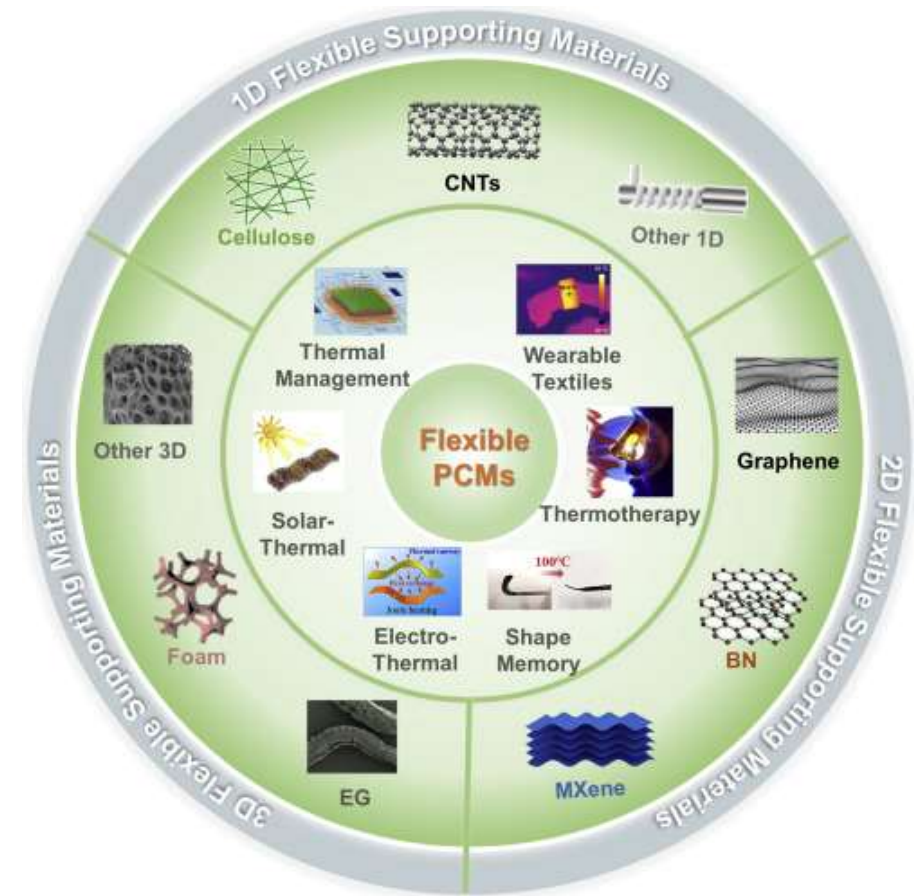 1D Flexible Supporting Materials
CNTs
Cellulose
Other 1D
Thermal
Management
Wearable
Textiles
Other 3D
Flexible
PCMs
Graphene
Solar-
Thermal
Thermotherapy
100°C
Foam
Electro-
Thermal
Shape
Memory
BN
EG
MXene
3D Flexible Supporting Materials
2D Flexible Supporting Materials